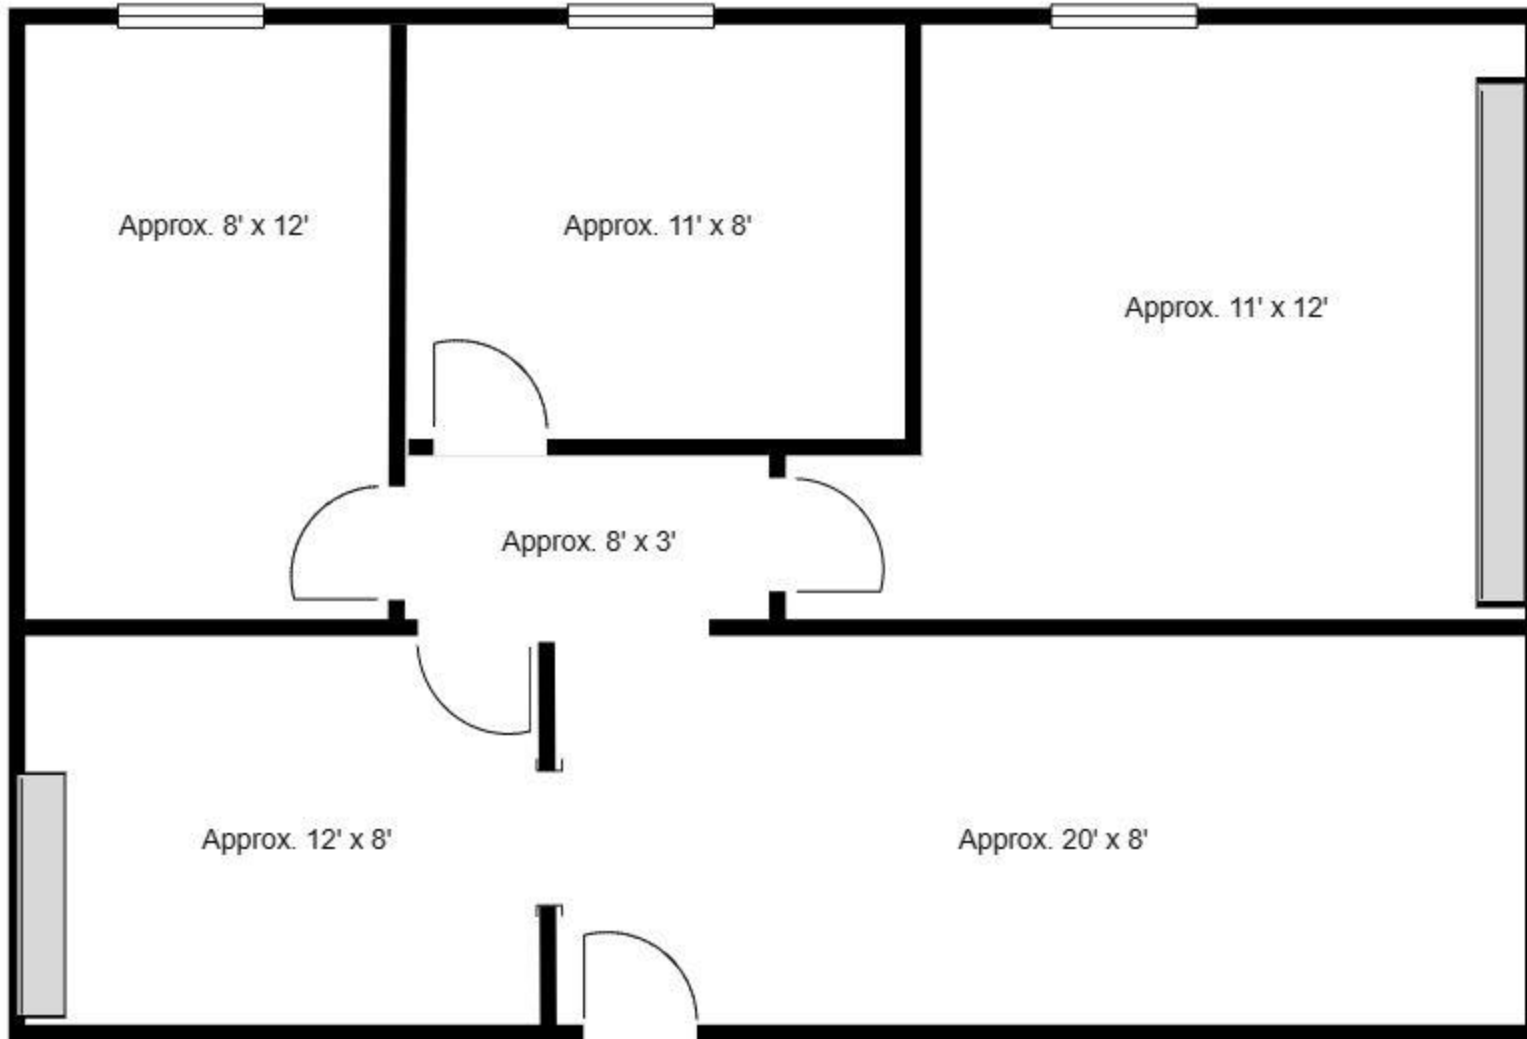 Approx. 8' x 12'
Approx. 11' x 8'
Approx. 11' x 12'
Approx. 8' x 3'
Approx. 12' x 8'
Approx. 20' x 8'